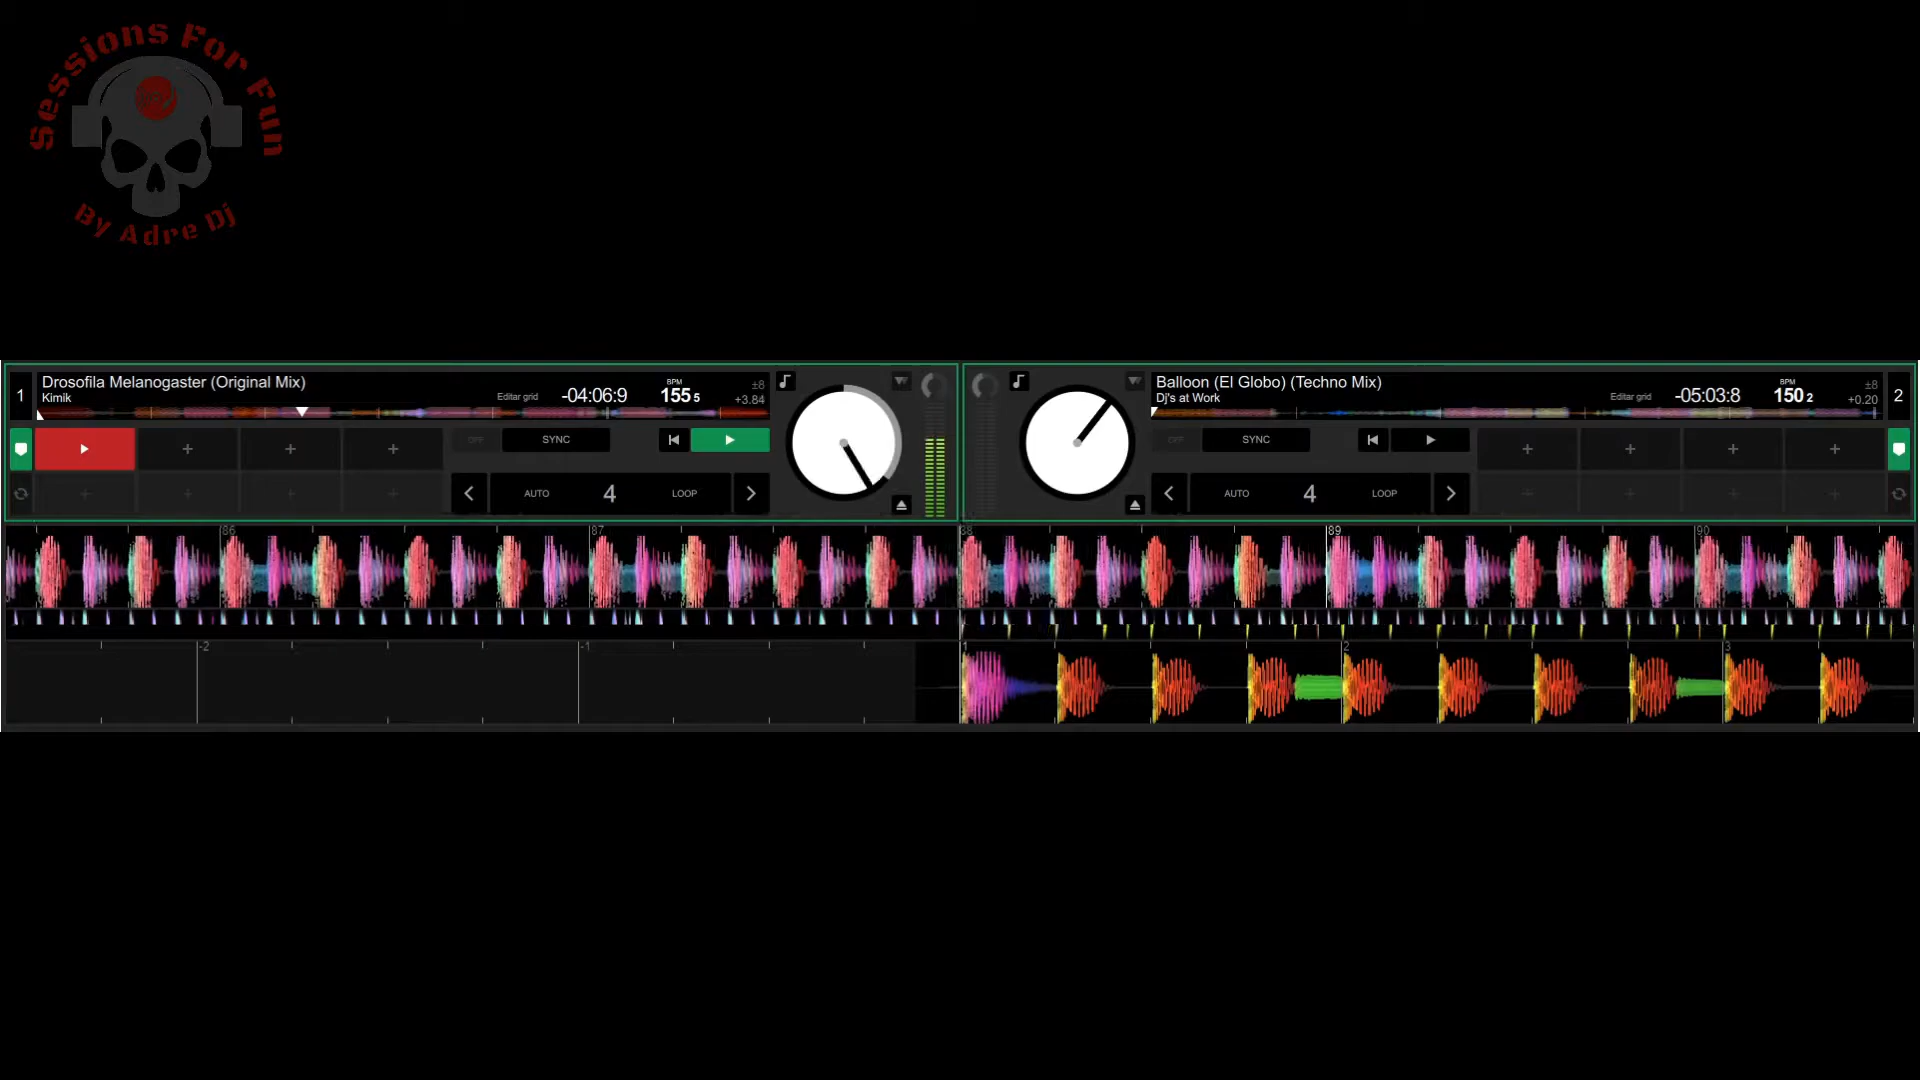 Sessions For Fun
By Adre Dj
1
Drosofila Melanogaster (Original Mix)
Kimik
Editar grid
-04:06:9
BPM
155 5
±8
+3.84
OFF
SYNC
AUTO
4
LOOP
Balloon (El Globo) (Techno Mix)
Dj's at Work
Editar grid
-05:03:8
BPM
150 2
±8
+0.20
2
OFF
SYNC
AUTO
4
LOOP
86
87
88
89
90
-2
-1
1
2
3